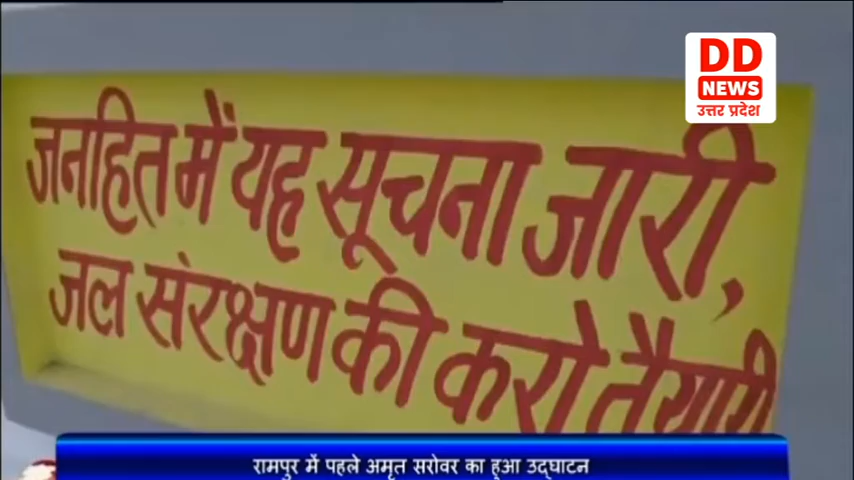 DD
NEWS
उत्तर प्रदेश
जनहित में यह सूचना जारी,
जल संरक्षण की करो तैयारी
रामपुर में पहले अमृत सरोवर का हुआ उद्घाटन